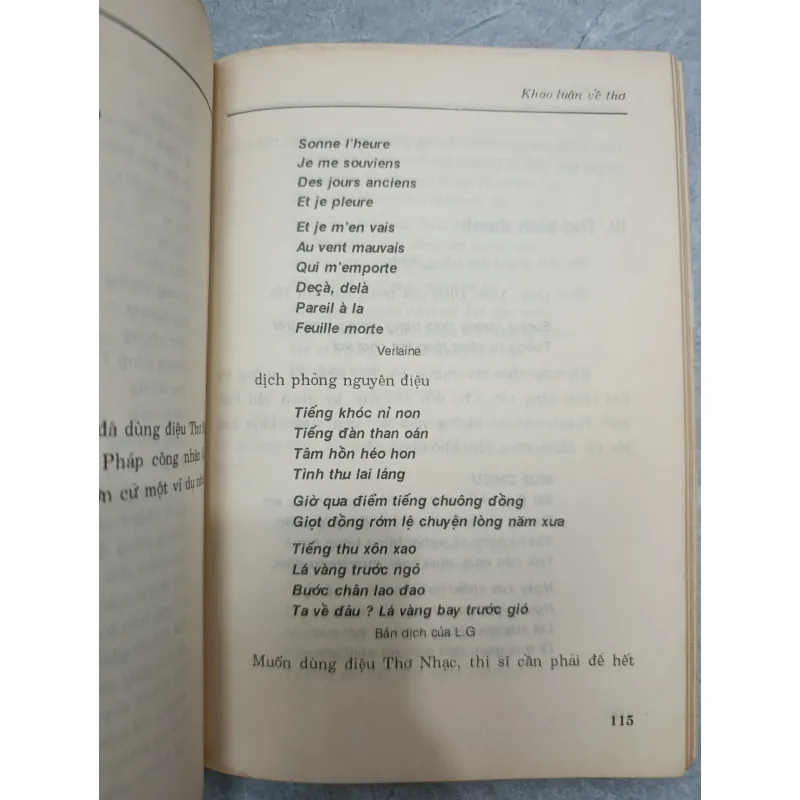 đã dùng điệu Thơ
Pháp công nhận
cử một ví dụ
Khảo luận về thơ
Sonne l'heure
Je me souviens
Des jours anciens
Et je pleure
Et je m'en vais
Au vent mauvais
Qui m'emporte
Deçà, delà
Pareil à la
Feuille morte
Verlaine
dịch phỏng nguyên điệu
Tiếng khóc nỉ non
Tiếng đàn than oán
Tâm hồn héo hon
Tình thu lai láng
Giờ qua điểm tiếng chuông đồng
Giọt đồng rớm lệ chuyện lòng năm xưa
Tiếng thu xôn xao
Lá vàng trước ngỏ
Bước chân lao đao
Ta về đâu ? Lá vàng bay trước gió
Bản dịch của L.G
Muốn dùng điệu Thơ Nhạc, thi sĩ cần phải để hết
115